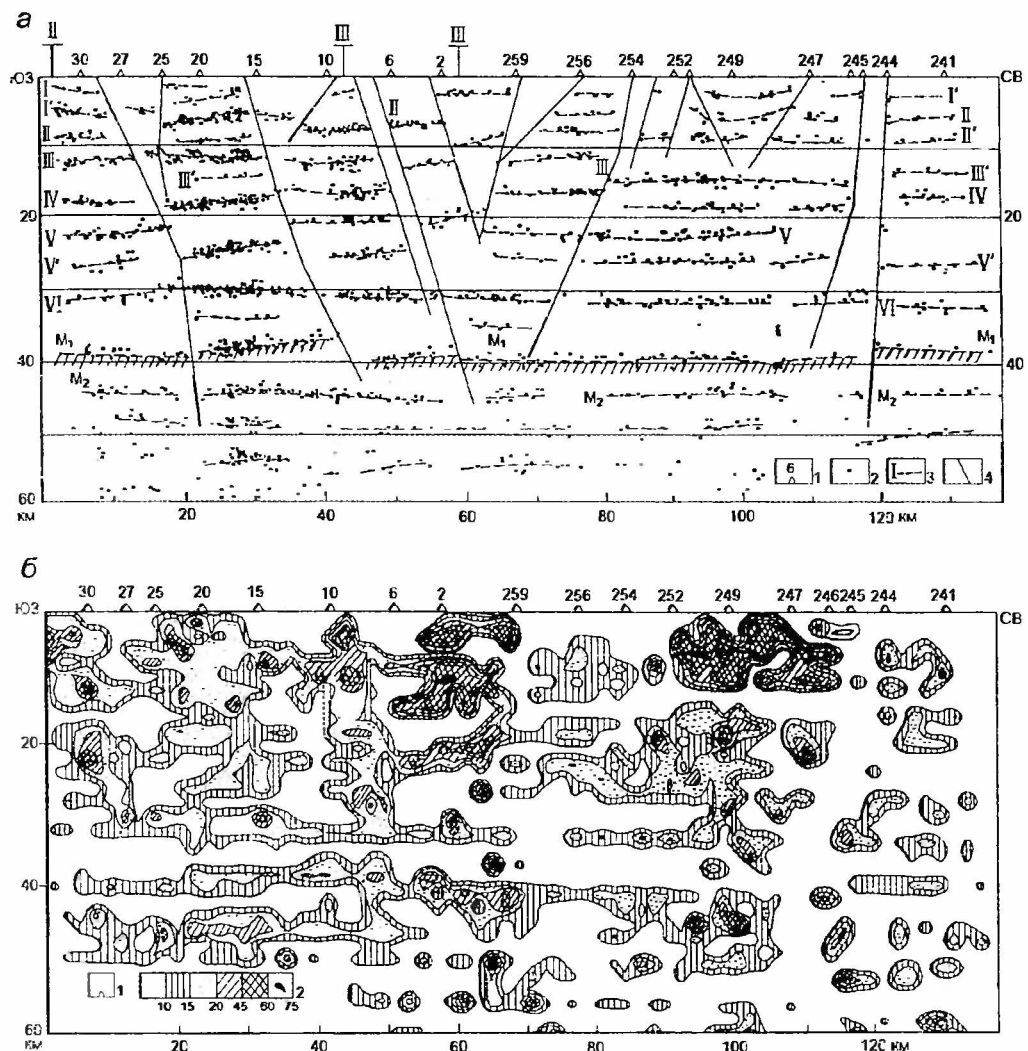 а
II III III
30 27 25 20 15 10 6 2 259 256 254 252 249 247 245 244 241
ЮЗ СВ
I I'
I' II II
II II'
III III' III III'
IV IV
20 20
V V
V' V'
VI VI
M₁ M₁ M₁
40 40
M₂ M₂ M₂
6 1 2 I 3 4
60
км 20 40 60 80 100 120 км
б
30 27 25 20 15 10 6 2 259 256 254 252 249 247 246 245 244 241
ЮЗ СВ
20
40
1 2
10 15 20 45 60 75
60
км 20 40 60 80 100 120 км